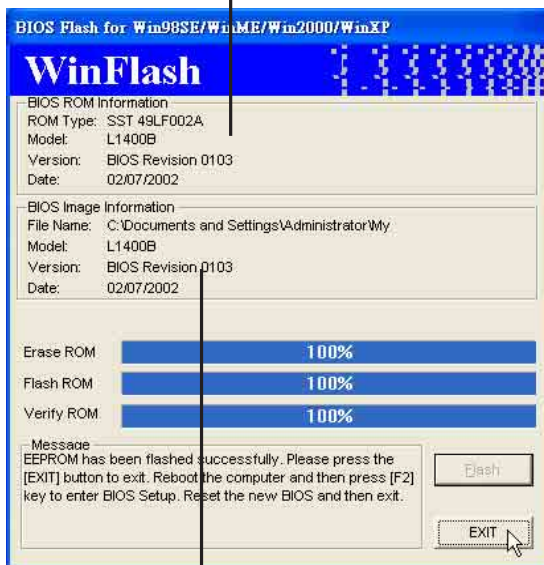 BIOS Flash for Win98SE/WinME/Win2000/WinXP
WinFlash
BIOS ROM Information
ROM Type: SST 49LF002A
Model: L1400B
Version: BIOS Revision 0103
Date: 02/07/2002
BIOS Image Information
File Name: C:\Documents and Settings\Administrator\My
Model: L1400B
Version: BIOS Revision 0103
Date: 02/07/2002
Erase ROM 100%
Flash ROM 100%
Verify ROM 100%
Message
EEPROM has been flashed successfully. Please press the
[EXIT] button to exit. Reboot the computer and then press [F2]
key to enter BIOS Setup. Reset the new BIOS and then exit.
Flash
EXIT